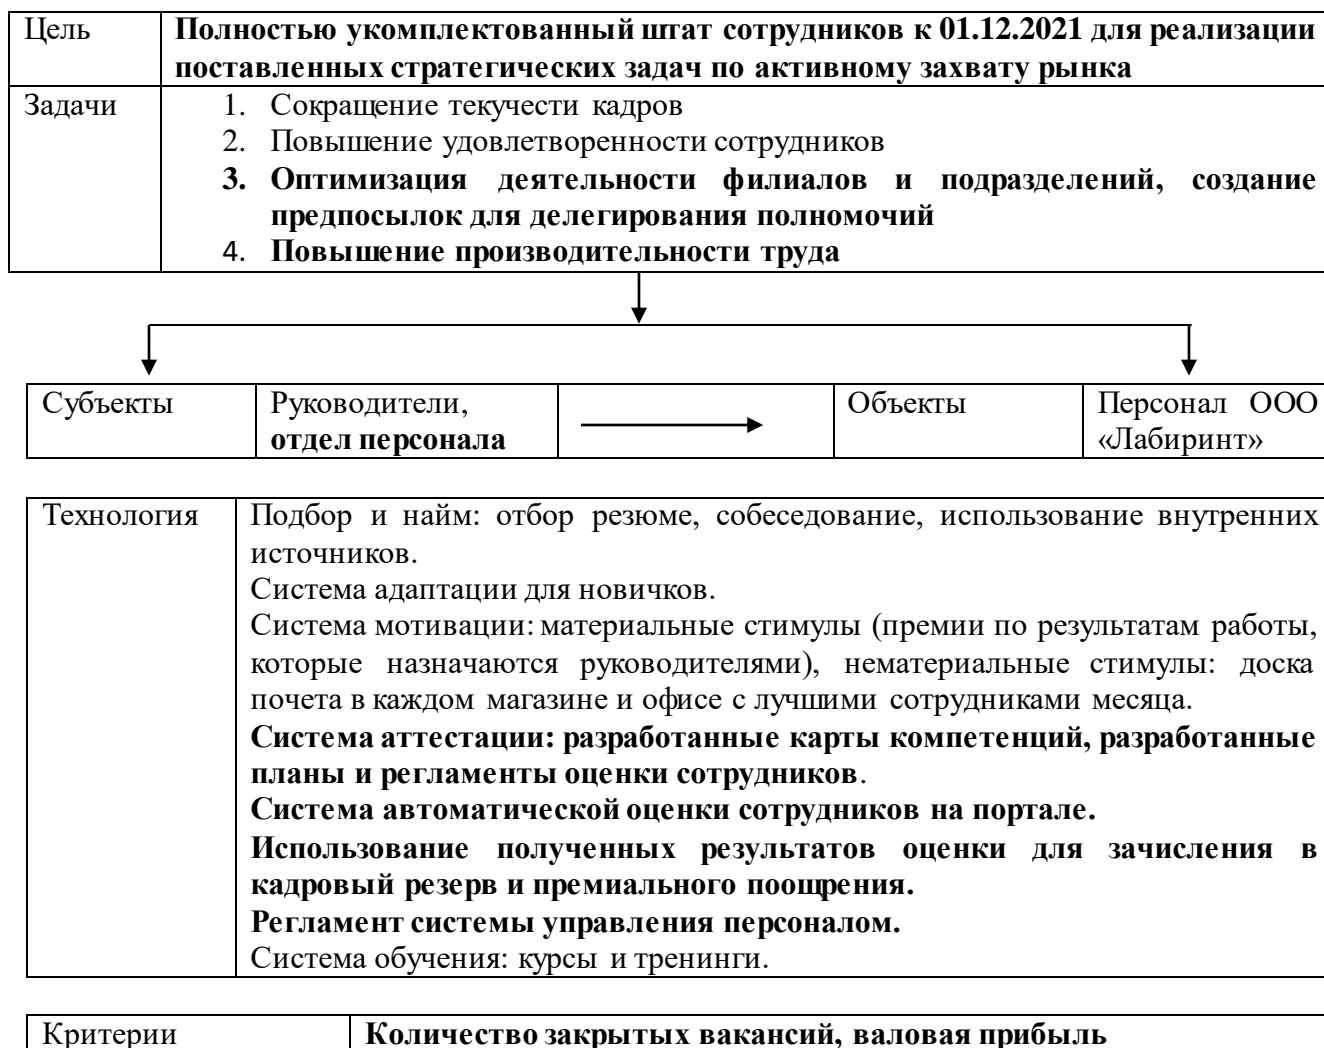 Цель Полностью укомплектованный штат сотрудников к 01.12.2021 для реализации
поставленных стратегических задач по активному захвату рынка
Задачи 1. Сокращение текучести кадров
2. Повышение удовлетворенности сотрудников
3. Оптимизация деятельности филиалов и подразделений, создание
предпосылок для делегирования полномочий
4. Повышение производительности труда
Субъекты Руководители, Объекты Персонал ООО
отдел персонала «Лабиринт»
Технология Подбор и найм: отбор резюме, собеседование, использование внутренних
источников.
Система адаптации для новичков.
Система мотивации: материальные стимулы (премии по результатам работы,
которые назначаются руководителями), нематериальные стимулы: доска
почета в каждом магазине и офисе с лучшими сотрудниками месяца.
Система аттестации: разработанные карты компетенций, разработанные
планы и регламенты оценки сотрудников.
Система автоматической оценки сотрудников на портале.
Использование полученных результатов оценки для зачисления в
кадровый резерв и премиального поощрения.
Регламент системы управления персоналом.
Система обучения: курсы и тренинги.
Критерии Количество закрытых вакансий, валовая прибыль